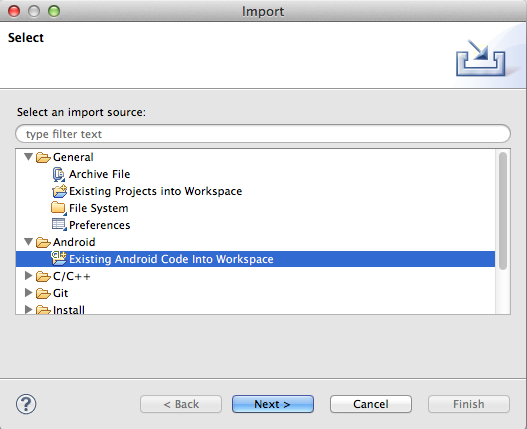 Import
Select
Select an import source:
type filter text
General
Archive File
Existing Projects into Workspace
File System
Preferences
Android
Existing Android Code Into Workspace
C/C++
Git
Install
?
< Back
Next >
Cancel
Finish